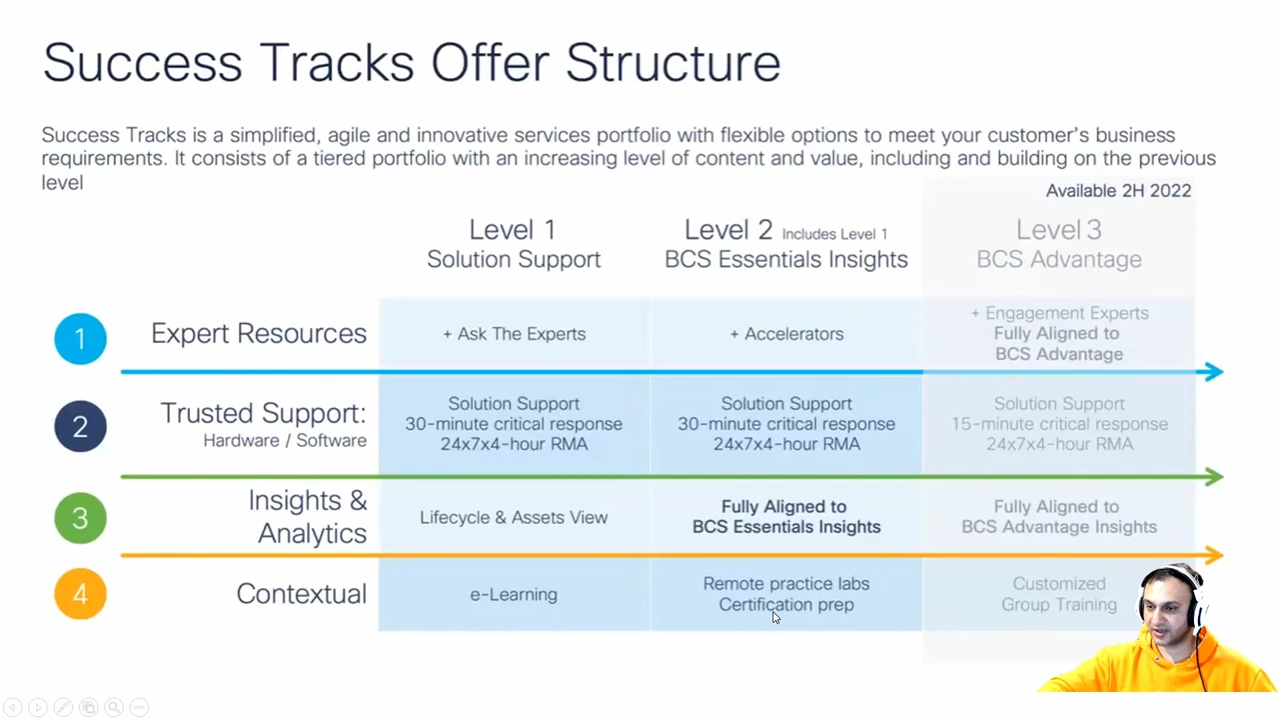 Success Tracks Offer Structure
Success Tracks is a simplified, agile and innovative services portfolio with flexible options to meet your customer's business
requirements. It consists of a tiered portfolio with an increasing level of content and value, including and building on the previous
level
Available 2H 2022
Level 1
Solution Support
Level 2 Includes Level 1
BCS Essentials Insights
Level 3
BCS Advantage
1
Expert Resources
+ Ask The Experts
+ Accelerators
+ Engagement Experts
Fully Aligned to
BCS Advantage
2
Trusted Support:
Hardware / Software
Solution Support
30-minute critical response
24x7x4-hour RMA
Solution Support
30-minute critical response
24x7x4-hour RMA
Solution Support
15-minute critical response
24x7x4-hour RMA
3
Insights &
Analytics
Lifecycle & Assets View
Fully Aligned to
BCS Essentials Insights
Fully Aligned to
BCS Advantage Insights
4
Contextual
e-Learning
Remote practice labs
Certification prep
Customized
Group Training